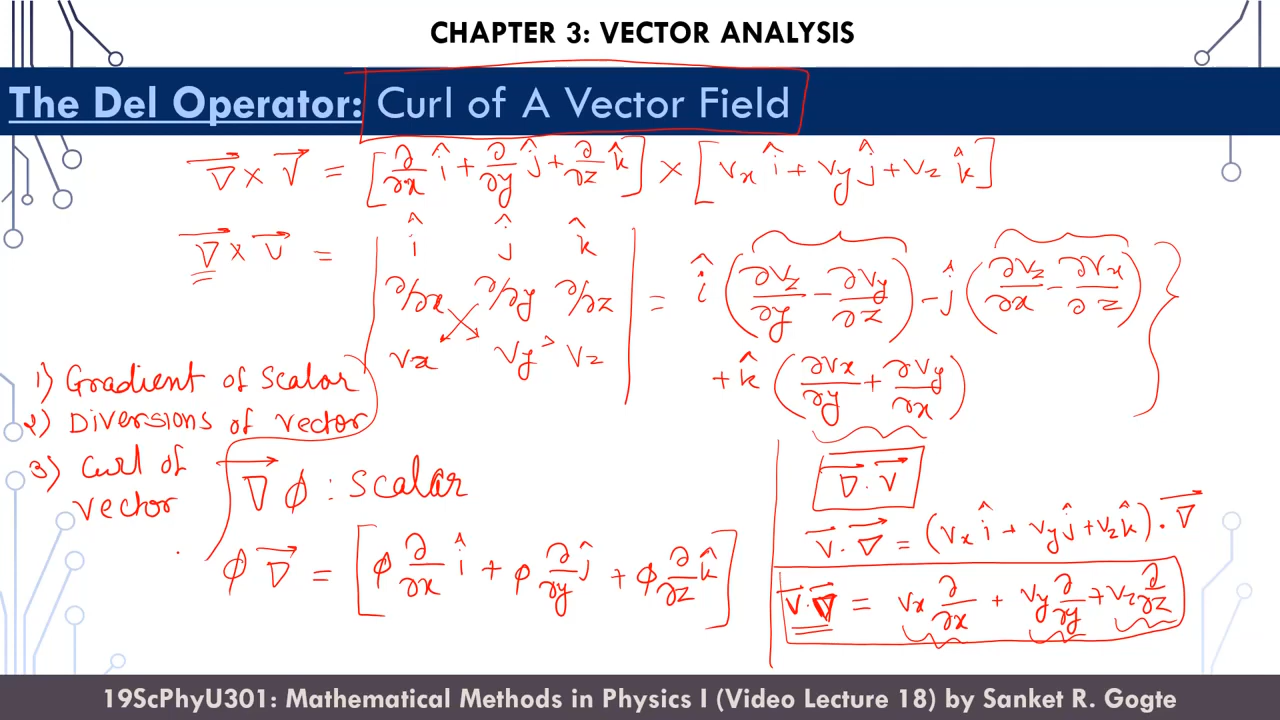 CHAPTER 3: VECTOR ANALYSIS
The Del Operator: Curl of A Vector Field
∇⃗ × V⃗ = [∂/∂x î + ∂/∂y ĵ + ∂/∂z k̂] × [Vx î + Vy ĵ + Vz k̂]
∇⃗ × V⃗ = | î ĵ k̂ |
| ∂/∂x ∂/∂y ∂/∂z | = î (∂Vz/∂y − ∂Vy/∂z) − ĵ (∂Vz/∂x − ∂Vx/∂z)
| Vx Vy Vz |
+ k̂ (∂Vx/∂y + ∂Vy/∂x)
1) Gradient of scalar
2) Diversions of vector
3) Curl of
vector
∇⃗ φ : scalar
φ ∇⃗ = [φ ∂/∂x î + φ ∂/∂y ĵ + φ ∂/∂z k̂]
∇⃗ · V⃗
V⃗ · ∇⃗ = (Vx î + Vy ĵ + Vz k̂) · ∇⃗
V⃗ · ∇⃗ = Vx ∂/∂x + Vy ∂/∂y + Vz ∂/∂z
19ScPhyU301: Mathematical Methods in Physics I (Video Lecture 18) by Sanket R. Gogte